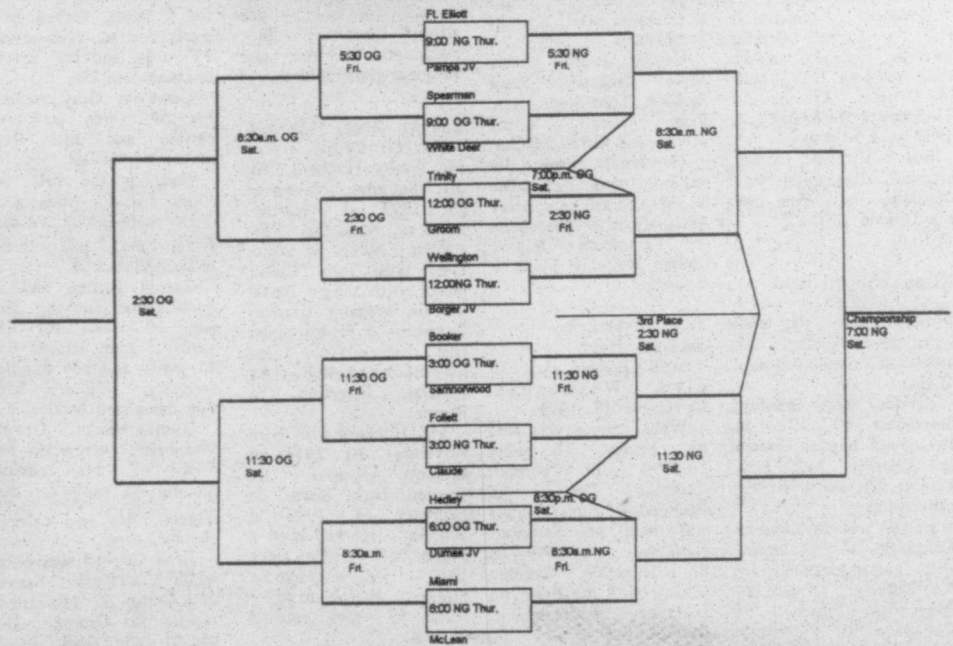 Ft. Elliott
9:00 NG Thur.
Pampa JV
5:30 OG
Fri.
5:30 NG
Fri.
Spearman
9:00 OG Thur.
White Deer
8:30a.m. OG
Sat.
8:30a.m. NG
Sat.
Trinity
12:00 OG Thur.
Groom
7:00p.m. OG
Sat.
2:30 OG
Fri.
2:30 NG
Fri.
Wellington
12:00NG Thur.
Borger JV
2:30 OG
Sat.
3rd Place
2:30 NG
Sat.
Championship
7:00 NG
Sat.
Booker
3:00 OG Thur.
Samnorwood
11:30 OG
Fri.
11:30 NG
Fri.
Follett
3:00 NG Thur.
Claude
11:30 OG
Sat.
11:30 NG
Sat.
Hedley
6:00 OG Thur.
Dumas JV
8:30p.m. OG
Sat.
8:30a.m.
Fri.
8:30a.m.NG
Fri.
Miami
6:00 NG Thur.
McLean